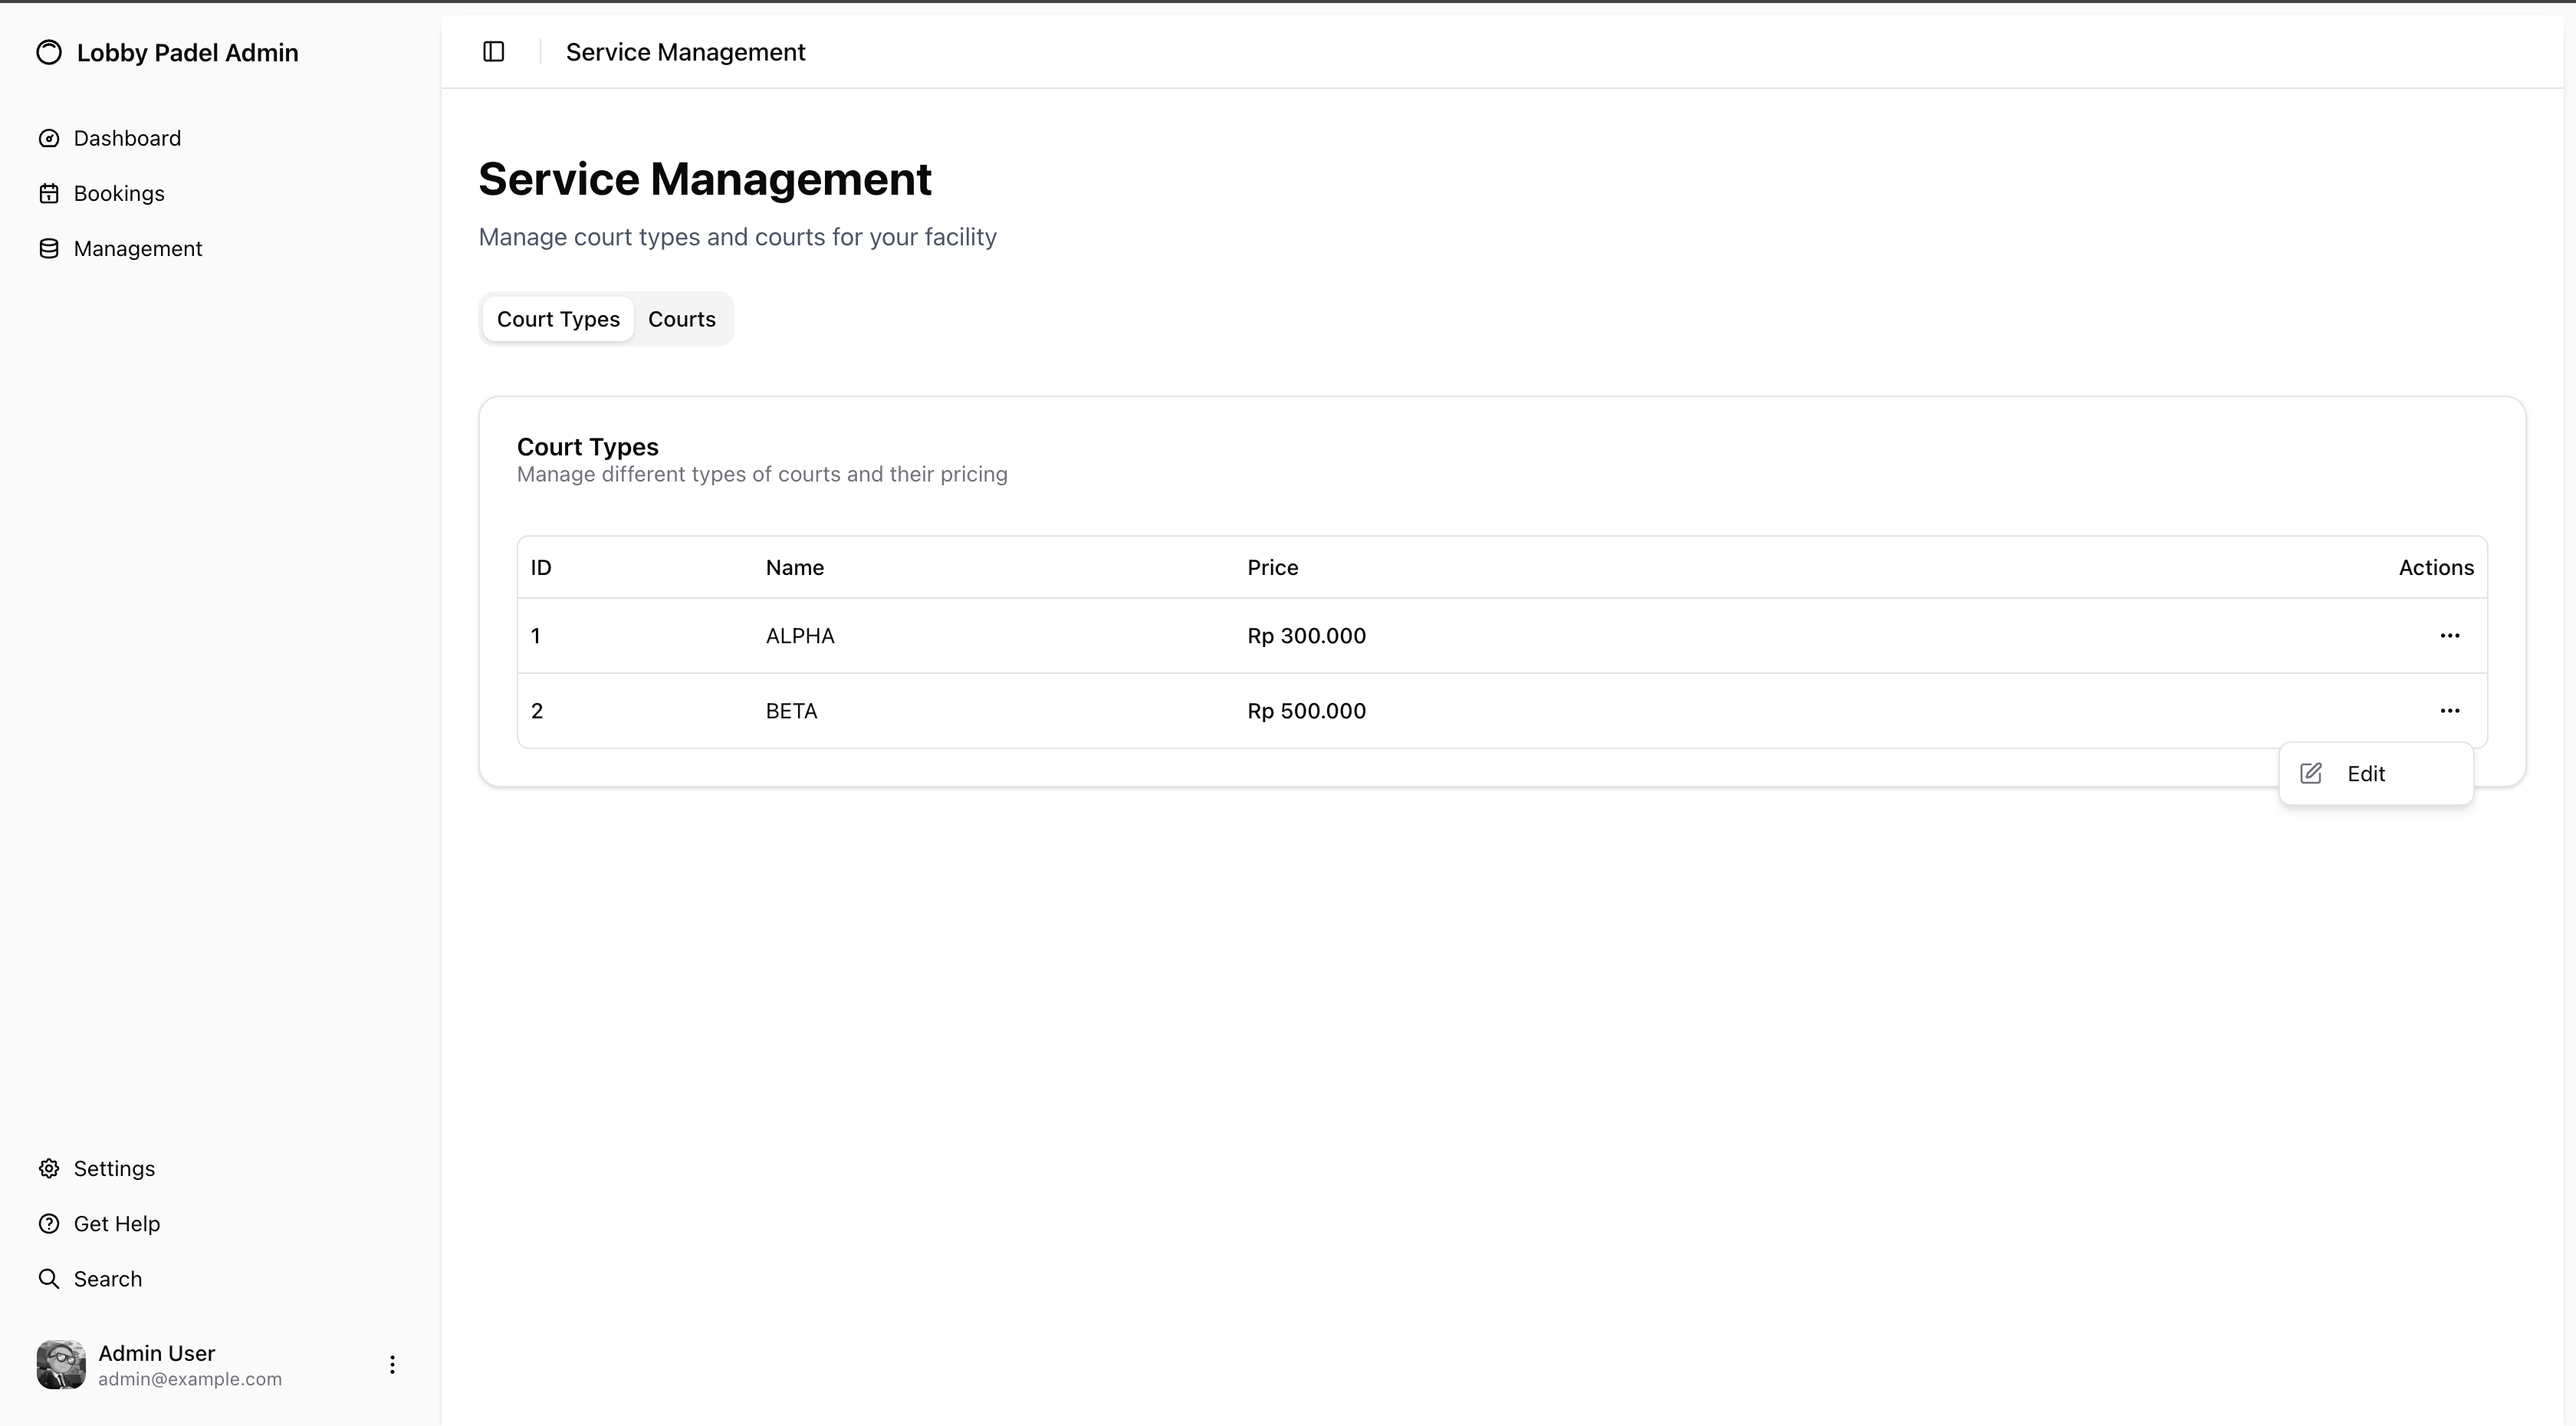 Lobby Padel Admin
Service Management
Dashboard
Bookings
Management
Service Management
Manage court types and courts for your facility
Court Types Courts
Court Types
Manage different types of courts and their pricing
ID Name Price Actions
1 ALPHA Rp 300.000
2 BETA Rp 500.000
Edit
Settings
Get Help
Search
Admin User
admin@example.com